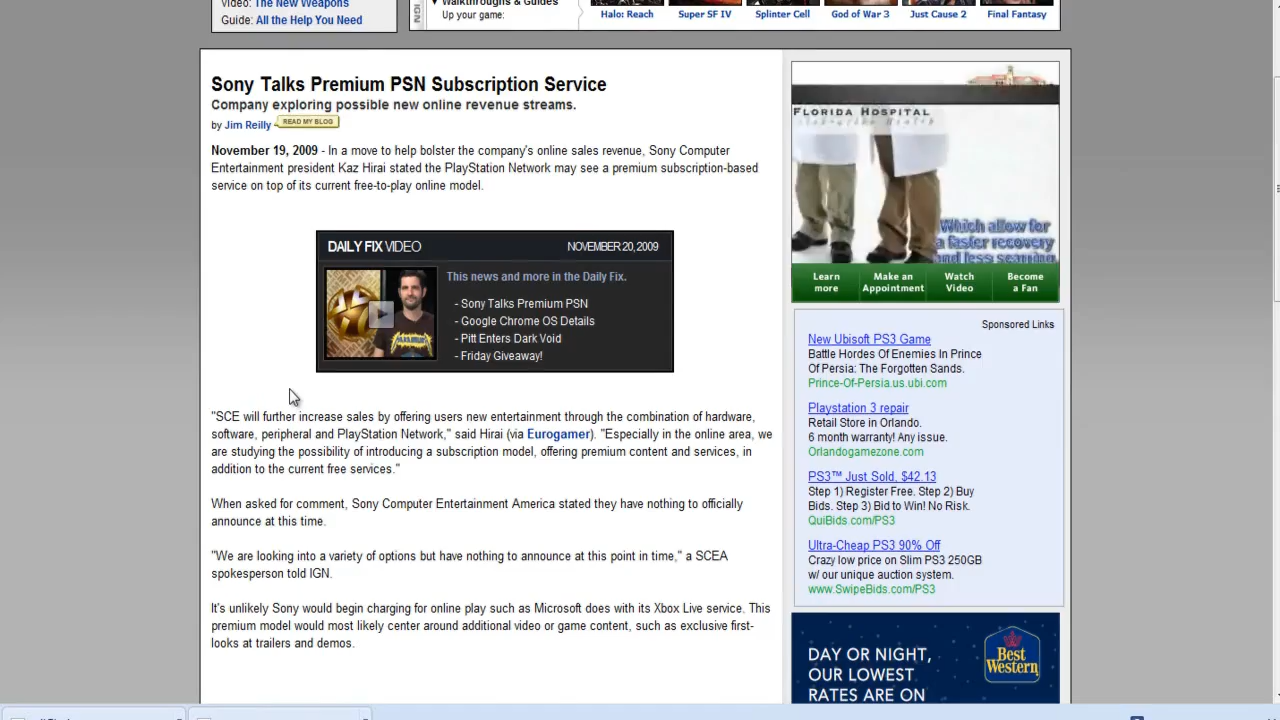 Video: The New Weapons
Guide: All the Help You Need
Walkthroughs & Guides
Up your game:
IGN
Halo: Reach
Super SF IV
Splinter Cell
God of War 3
Just Cause 2
Final Fantasy
Sony Talks Premium PSN Subscription Service
Company exploring possible new online revenue streams.
by Jim Reilly - READ MY BLOG
November 19, 2009 - In a move to help bolster the company's online sales revenue, Sony Computer
Entertainment president Kaz Hirai stated the PlayStation Network may see a premium subscription-based
service on top of its current free-to-play online model.
DAILY FIX VIDEO
NOVEMBER 20, 2009
This news and more in the Daily Fix.
- Sony Talks Premium PSN
- Google Chrome OS Details
- Pitt Enters Dark Void
- Friday Giveaway!
"SCE will further increase sales by offering users new entertainment through the combination of hardware,
software, peripheral and PlayStation Network," said Hirai (via Eurogamer). "Especially in the online area, we
are studying the possibility of introducing a subscription model, offering premium content and services, in
addition to the current free services."
When asked for comment, Sony Computer Entertainment America stated they have nothing to officially
announce at this time.
"We are looking into a variety of options but have nothing to announce at this point in time," a SCEA
spokesperson told IGN.
It's unlikely Sony would begin charging for online play such as Microsoft does with its Xbox Live service. This
premium model would most likely center around additional video or game content, such as exclusive first-
looks at trailers and demos.
FLORIDA HOSPITAL
Which allow for
a faster recovery
and less scarring
Learn more
Make an Appointment
Watch Video
Become a Fan
Sponsored Links
New Ubisoft PS3 Game
Battle Hordes Of Enemies In Prince
Of Persia: The Forgotten Sands.
Prince-Of-Persia.us.ubi.com
Playstation 3 repair
Retail Store in Orlando.
6 month warranty! Any issue.
Orlandogamezone.com
PS3™ Just Sold, $42.13
Step 1) Register Free. Step 2) Buy
Bids. Step 3) Bid to Win! No Risk.
QuiBids.com/PS3
Ultra-Cheap PS3 90% Off
Crazy low price on Slim PS3 250GB
w/ our unique auction system.
www.SwipeBids.com/PS3
DAY OR NIGHT,
OUR LOWEST
RATES ARE ON
Best
Western